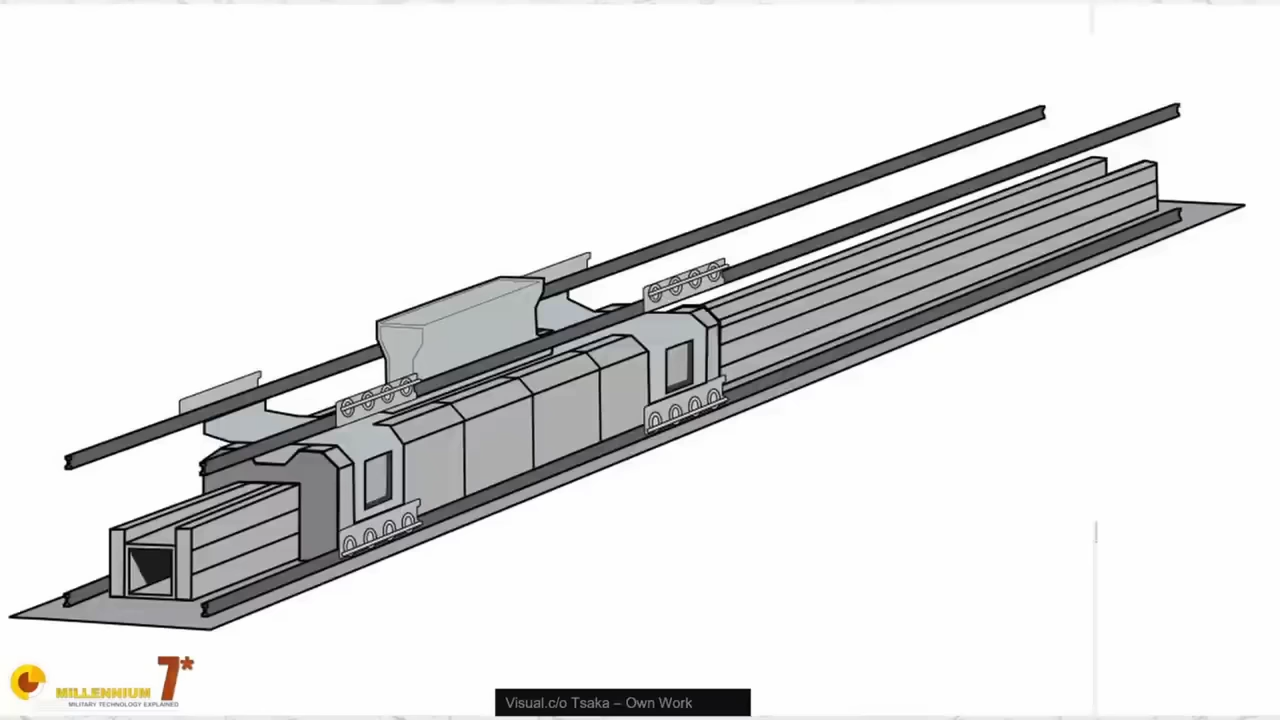 MILLENNIUM 7*
MILITARY TECHNOLOGY EXPLAINED
Visual.c/o Tsaka – Own Work